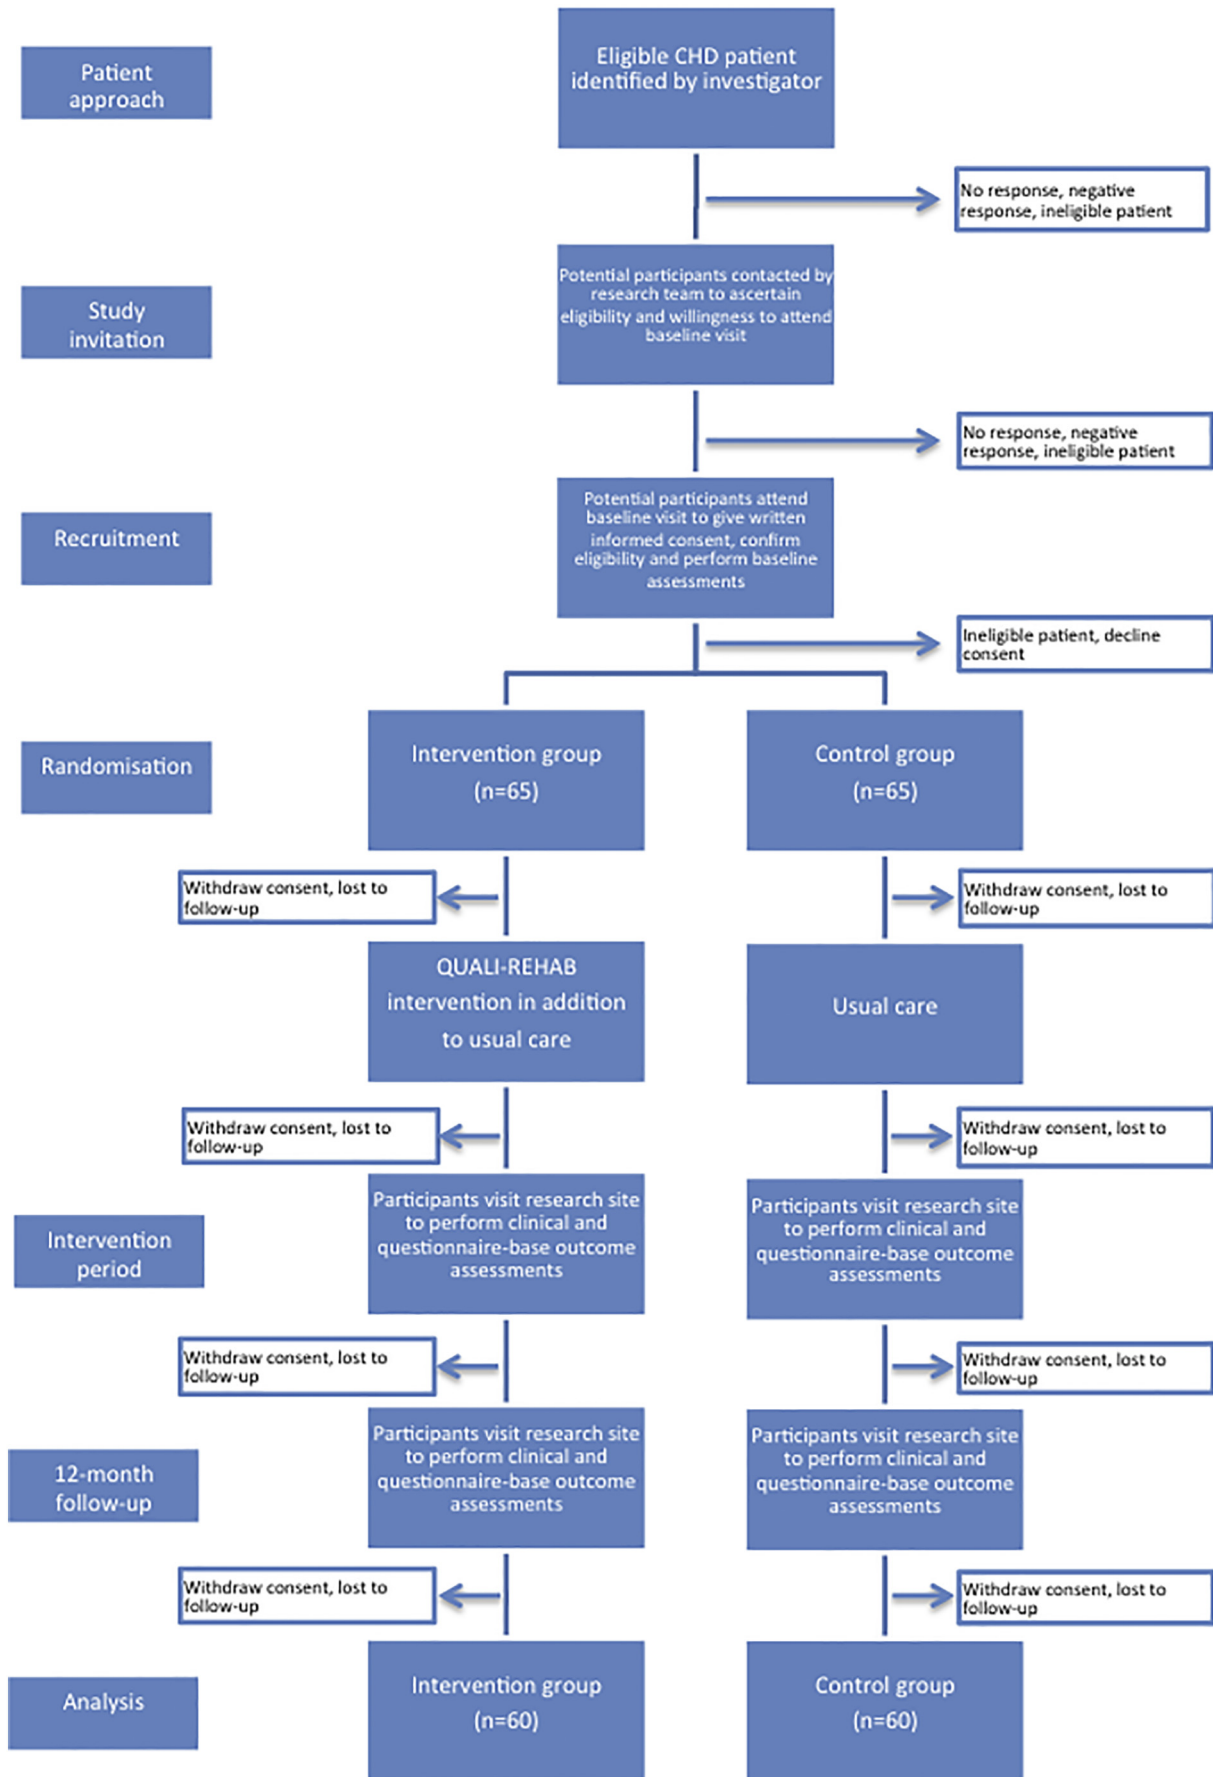 Patient
approach
Eligible CHD patient
identified by investigator
No response, negative
response, ineligible patient
Study
invitation
Potential participants contacted by
research team to ascertain
eligibility and willingness to attend
baseline visit
No response, negative
response, ineligible patient
Recruitment
Potential participants attend
baseline visit to give written
informed consent, confirm
eligibility and perform baseline
assessments
Ineligible patient, decline
consent
Randomisation
Intervention group
(n=65)
Control group
(n=65)
Withdraw consent, lost to
follow-up
Withdraw consent, lost to
follow-up
QUALI-REHAB
intervention in addition
to usual care
Usual care
Withdraw consent, lost to
follow-up
Withdraw consent, lost to
follow-up
Intervention
period
Participants visit research site
to perform clinical and
questionnaire-base outcome
assessments
Participants visit research site
to perform clinical and
questionnaire-base outcome
assessments
Withdraw consent, lost to
follow-up
Withdraw consent, lost to
follow-up
12-month
follow-up
Participants visit research site
to perform clinical and
questionnaire-base outcome
assessments
Participants visit research site
to perform clinical and
questionnaire-base outcome
assessments
Withdraw consent, lost to
follow-up
Withdraw consent, lost to
follow-up
Analysis
Intervention group
(n=60)
Control group
(n=60)